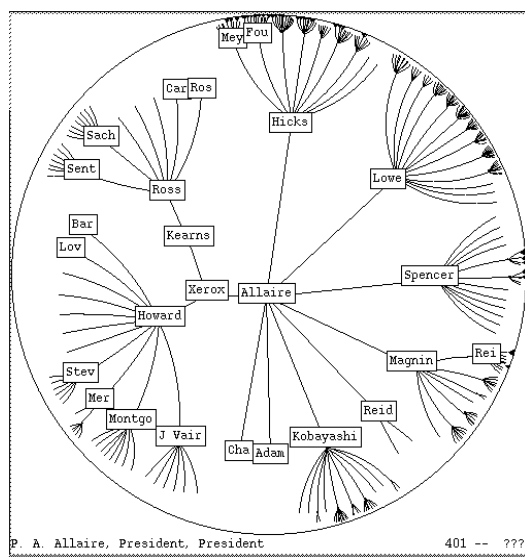 Mey
Fou
Car
Ros
Hicks
Sach
Sent
Ross
Lowe
Bar
Kearns
Lov
Spencer
Xerox
Allaire
Howard
Rei
Magnin
Stev
Mer
Reid
Montgo
J Vair
Kobayashi
Cha
Adam
P. A. Allaire, President, President
401 -- ???